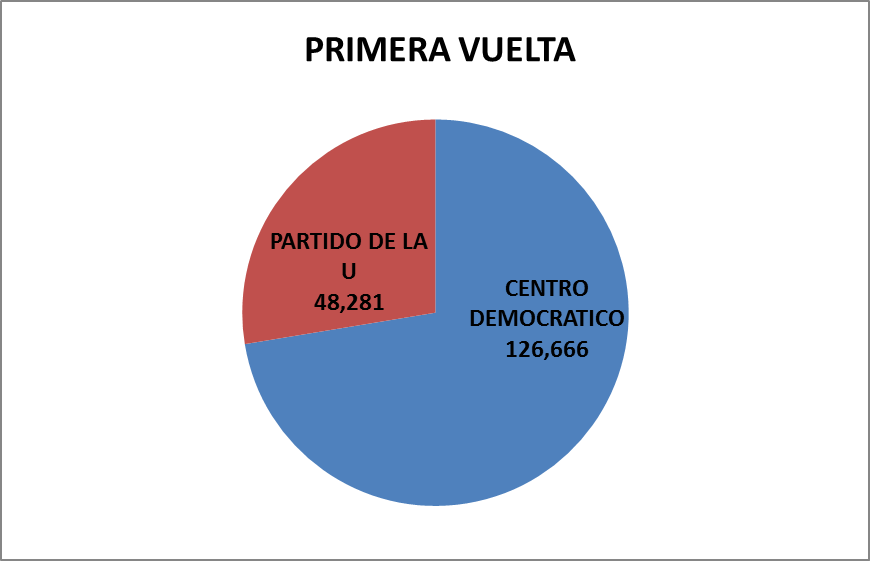 PRIMERA VUELTA
PARTIDO DE LA
U
48,281
CENTRO
DEMOCRATICO
126,666